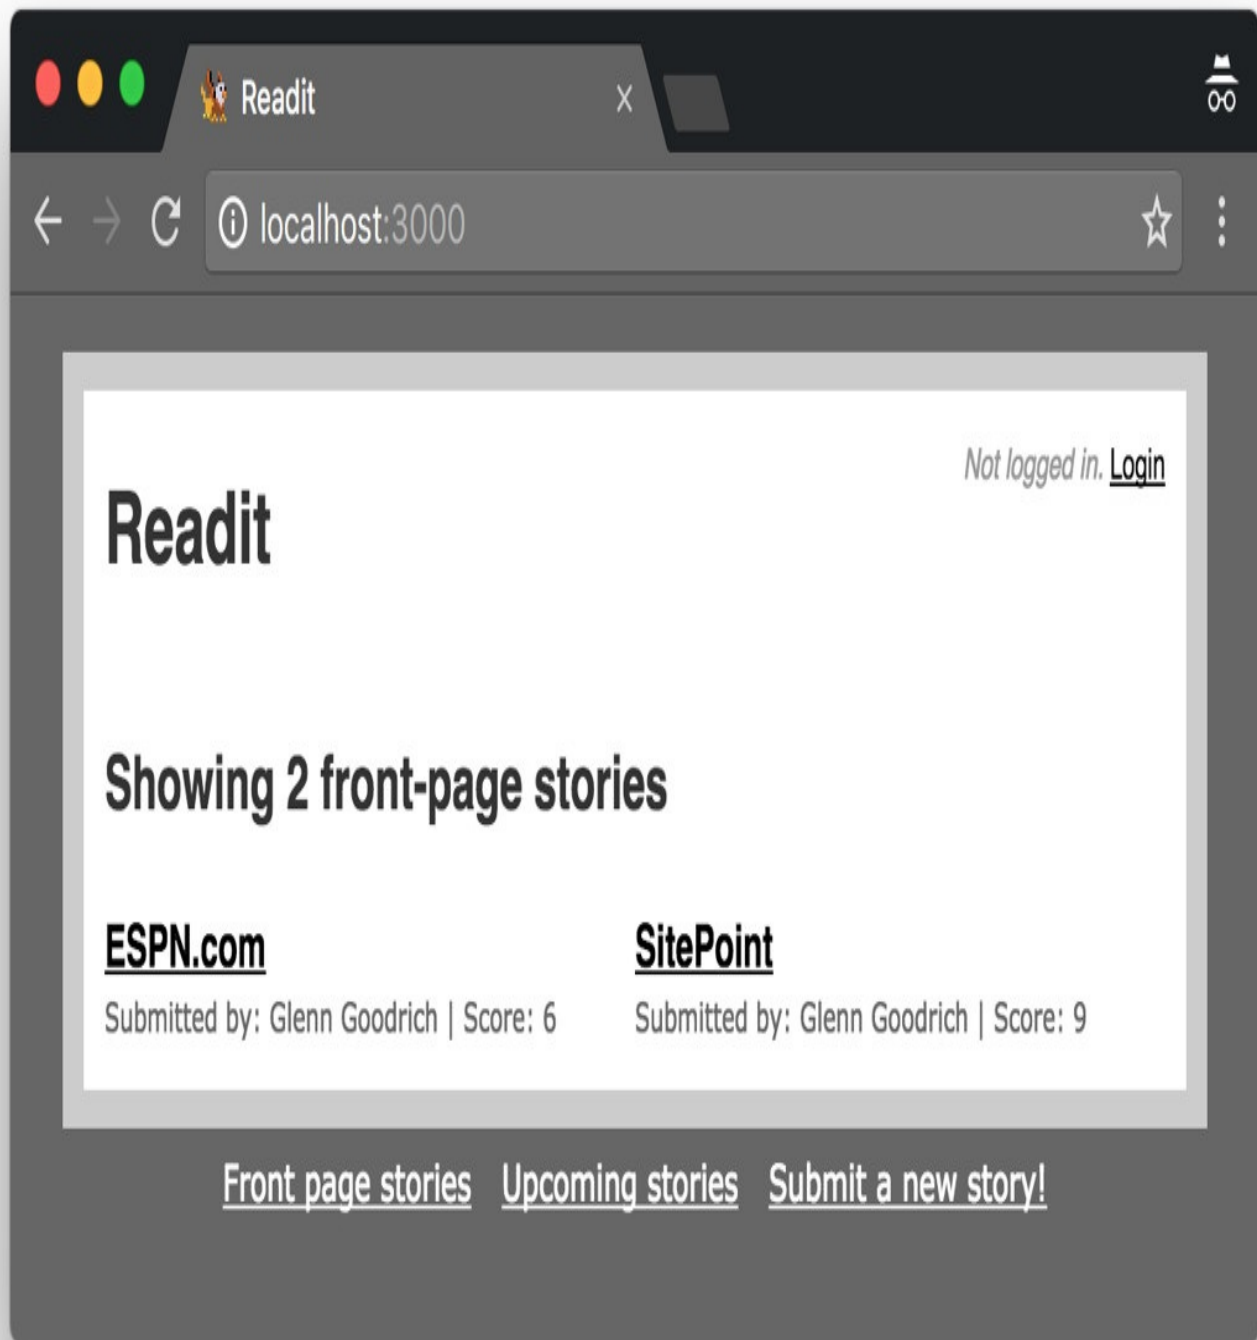 Readit
localhost:3000
Not logged in. Login
Readit
Showing 2 front-page stories
ESPN.com
Submitted by: Glenn Goodrich | Score: 6
SitePoint
Submitted by: Glenn Goodrich | Score: 9
Front page stories Upcoming stories Submit a new story!